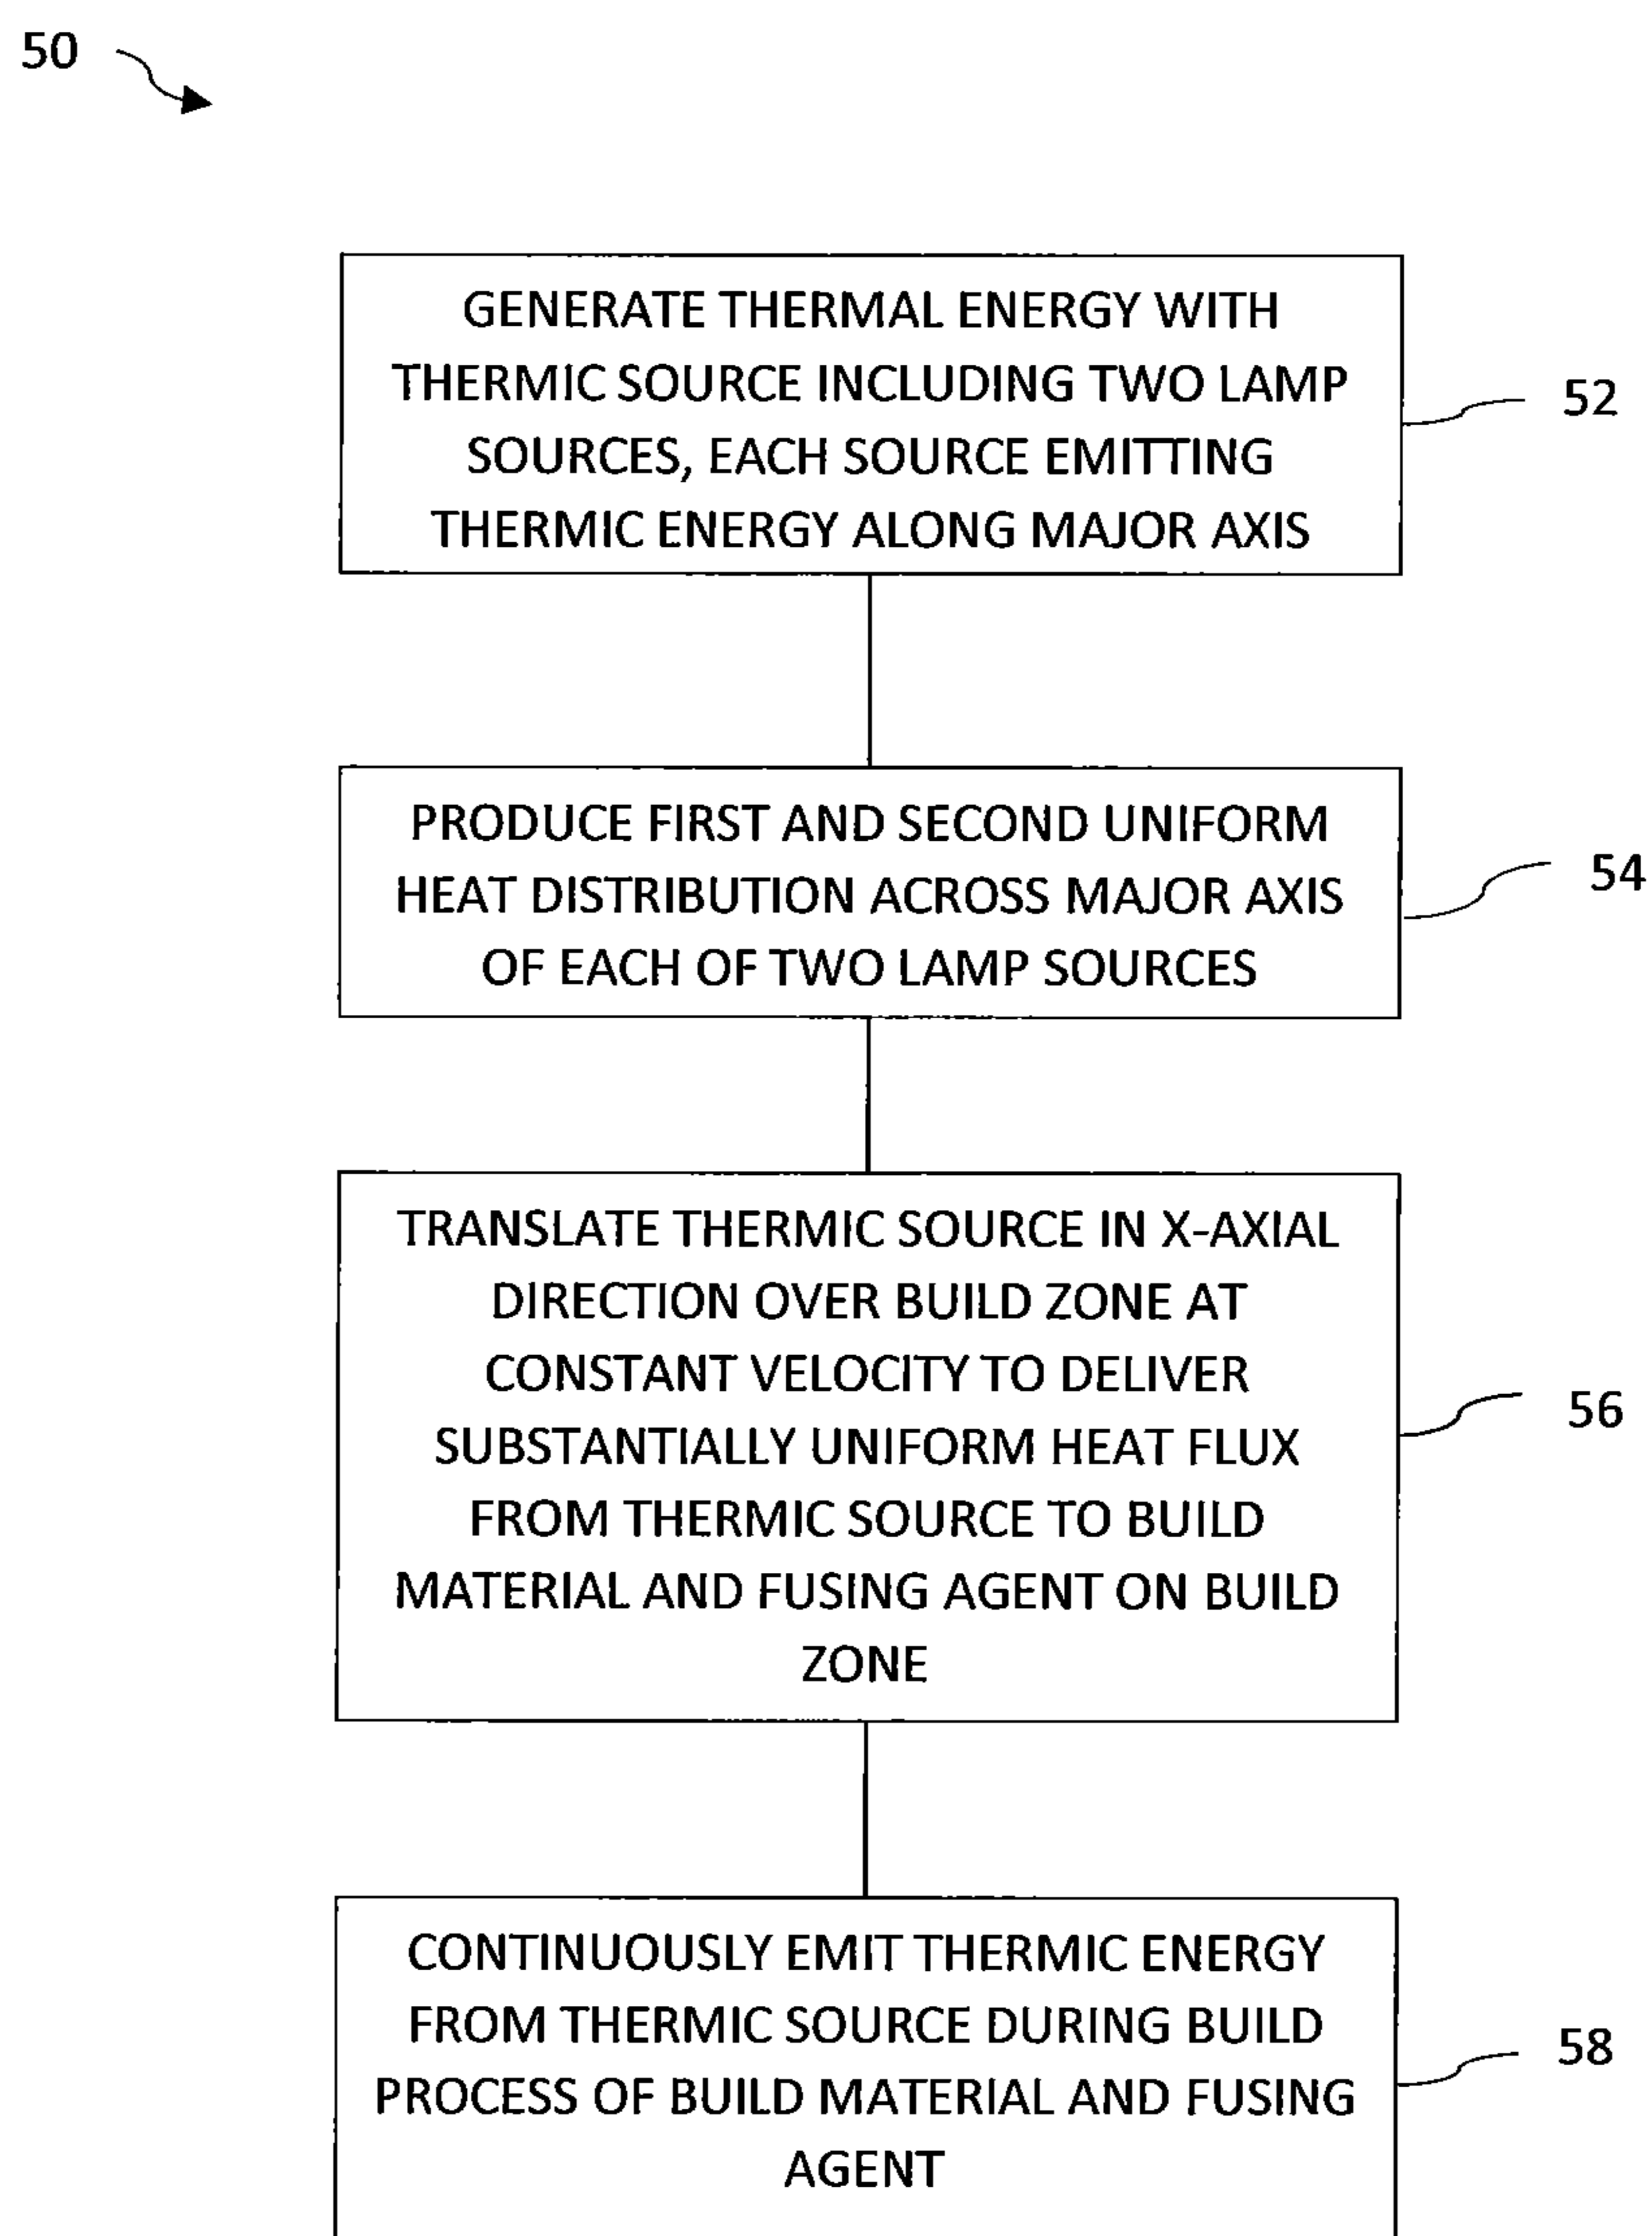 50
GENERATE THERMAL ENERGY WITH
THERMIC SOURCE INCLUDING TWO LAMP
SOURCES, EACH SOURCE EMITTING
THERMIC ENERGY ALONG MAJOR AXIS
52
PRODUCE FIRST AND SECOND UNIFORM
HEAT DISTRIBUTION ACROSS MAJOR AXIS
OF EACH OF TWO LAMP SOURCES
54
TRANSLATE THERMIC SOURCE IN X-AXIAL
DIRECTION OVER BUILD ZONE AT
CONSTANT VELOCITY TO DELIVER
SUBSTANTIALLY UNIFORM HEAT FLUX
FROM THERMIC SOURCE TO BUILD
MATERIAL AND FUSING AGENT ON BUILD
ZONE
56
CONTINUOUSLY EMIT THERMIC ENERGY
FROM THERMIC SOURCE DURING BUILD
PROCESS OF BUILD MATERIAL AND FUSING
AGENT
58